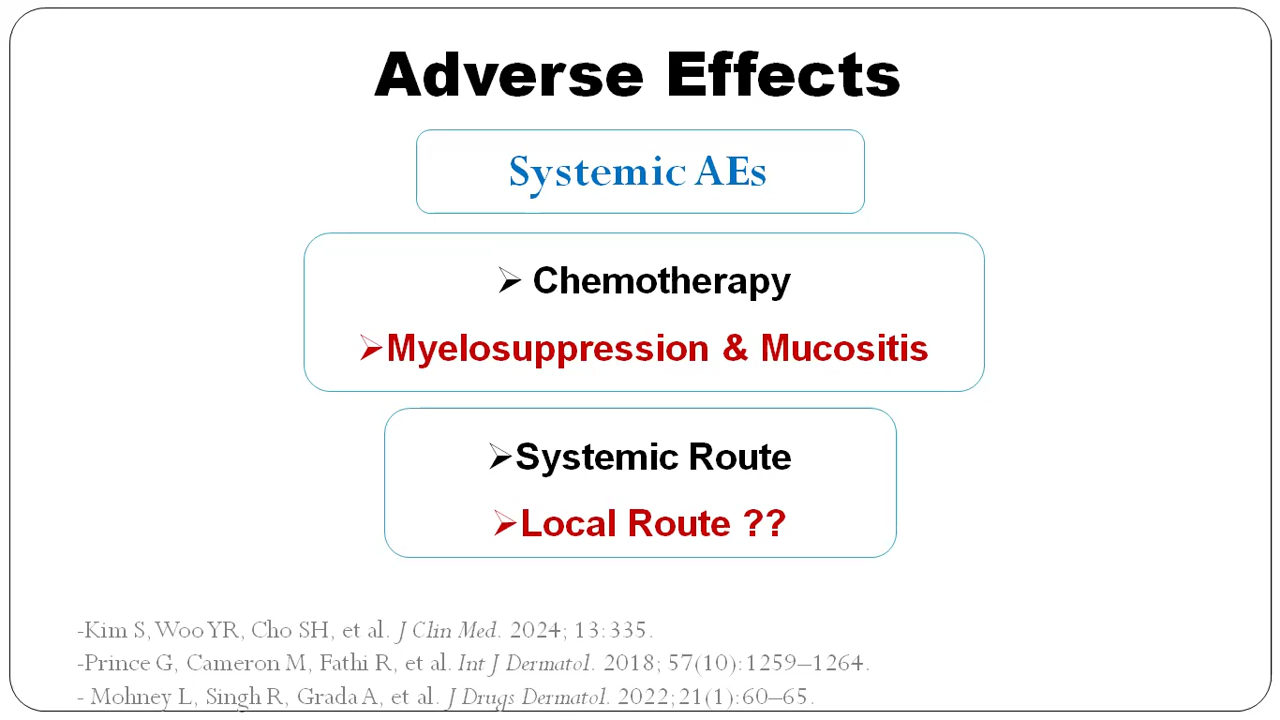 Adverse Effects
Systemic AEs
➢ Chemotherapy
➢Myelosuppression & Mucositis
➢Systemic Route
➢Local Route ??
-Kim S, Woo YR, Cho SH, et al. J Clin Med. 2024; 13:335.
-Prince G, Cameron M, Fathi R, et al. Int J Dermatol. 2018; 57(10):1259–1264.
- Mohney L, Singh R, Grada A, et al. J Drugs Dermatol. 2022;21(1):60–65.